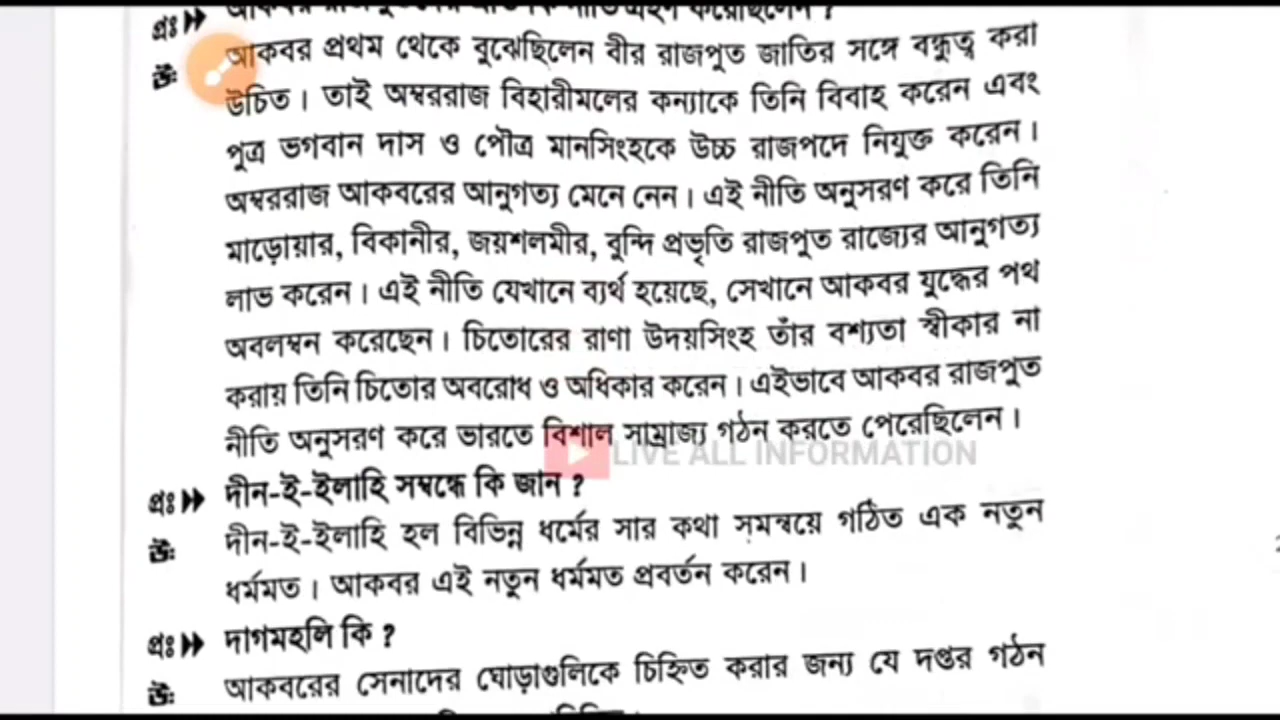 প্রঃ
আকবর প্রথম থেকে বুঝেছিলেন বীর রাজপুত জাতির সঙ্গে বন্ধুত্ব করা
উঃ
উচিত। তাই অম্বররাজ বিহারীমলের কন্যাকে তিনি বিবাহ করেন এবং
পুত্র ভগবান দাস ও পৌত্র মানসিংহকে উচ্চ রাজপদে নিযুক্ত করেন।
অম্বররাজ আকবরের আনুগত্য মেনে নেন। এই নীতি অনুসরণ করে তিনি
মাড়োয়ার, বিকানীর, জয়শলমীর, বুন্দি প্রভৃতি রাজপুত রাজ্যের আনুগত্য
লাভ করেন। এই নীতি যেখানে ব্যর্থ হয়েছে, সেখানে আকবর যুদ্ধের পথ
অবলম্বন করেছেন। চিতোরের রাণা উদয়সিংহ তাঁর বশ্যতা স্বীকার না
করায় তিনি চিতোর অবরোধ ও অধিকার করেন। এইভাবে আকবর রাজপুত
নীতি অনুসরণ করে ভারতে বিশাল সাম্রাজ্য গঠন করতে পেরেছিলেন।
LIVE ALL INFORMATION
প্রঃ দীন-ই-ইলাহি সম্বন্ধে কি জান ?
উঃ দীন-ই-ইলাহি হল বিভিন্ন ধর্মের সার কথা সমন্বয়ে গঠিত এক নতুন
ধর্মমত। আকবর এই নতুন ধর্মমত প্রবর্তন করেন।
প্রঃ দাগমহলি কি ?
উঃ আকবরের সেনাদের ঘোড়াগুলিকে চিহ্নিত করার জন্য যে দপ্তর গঠন